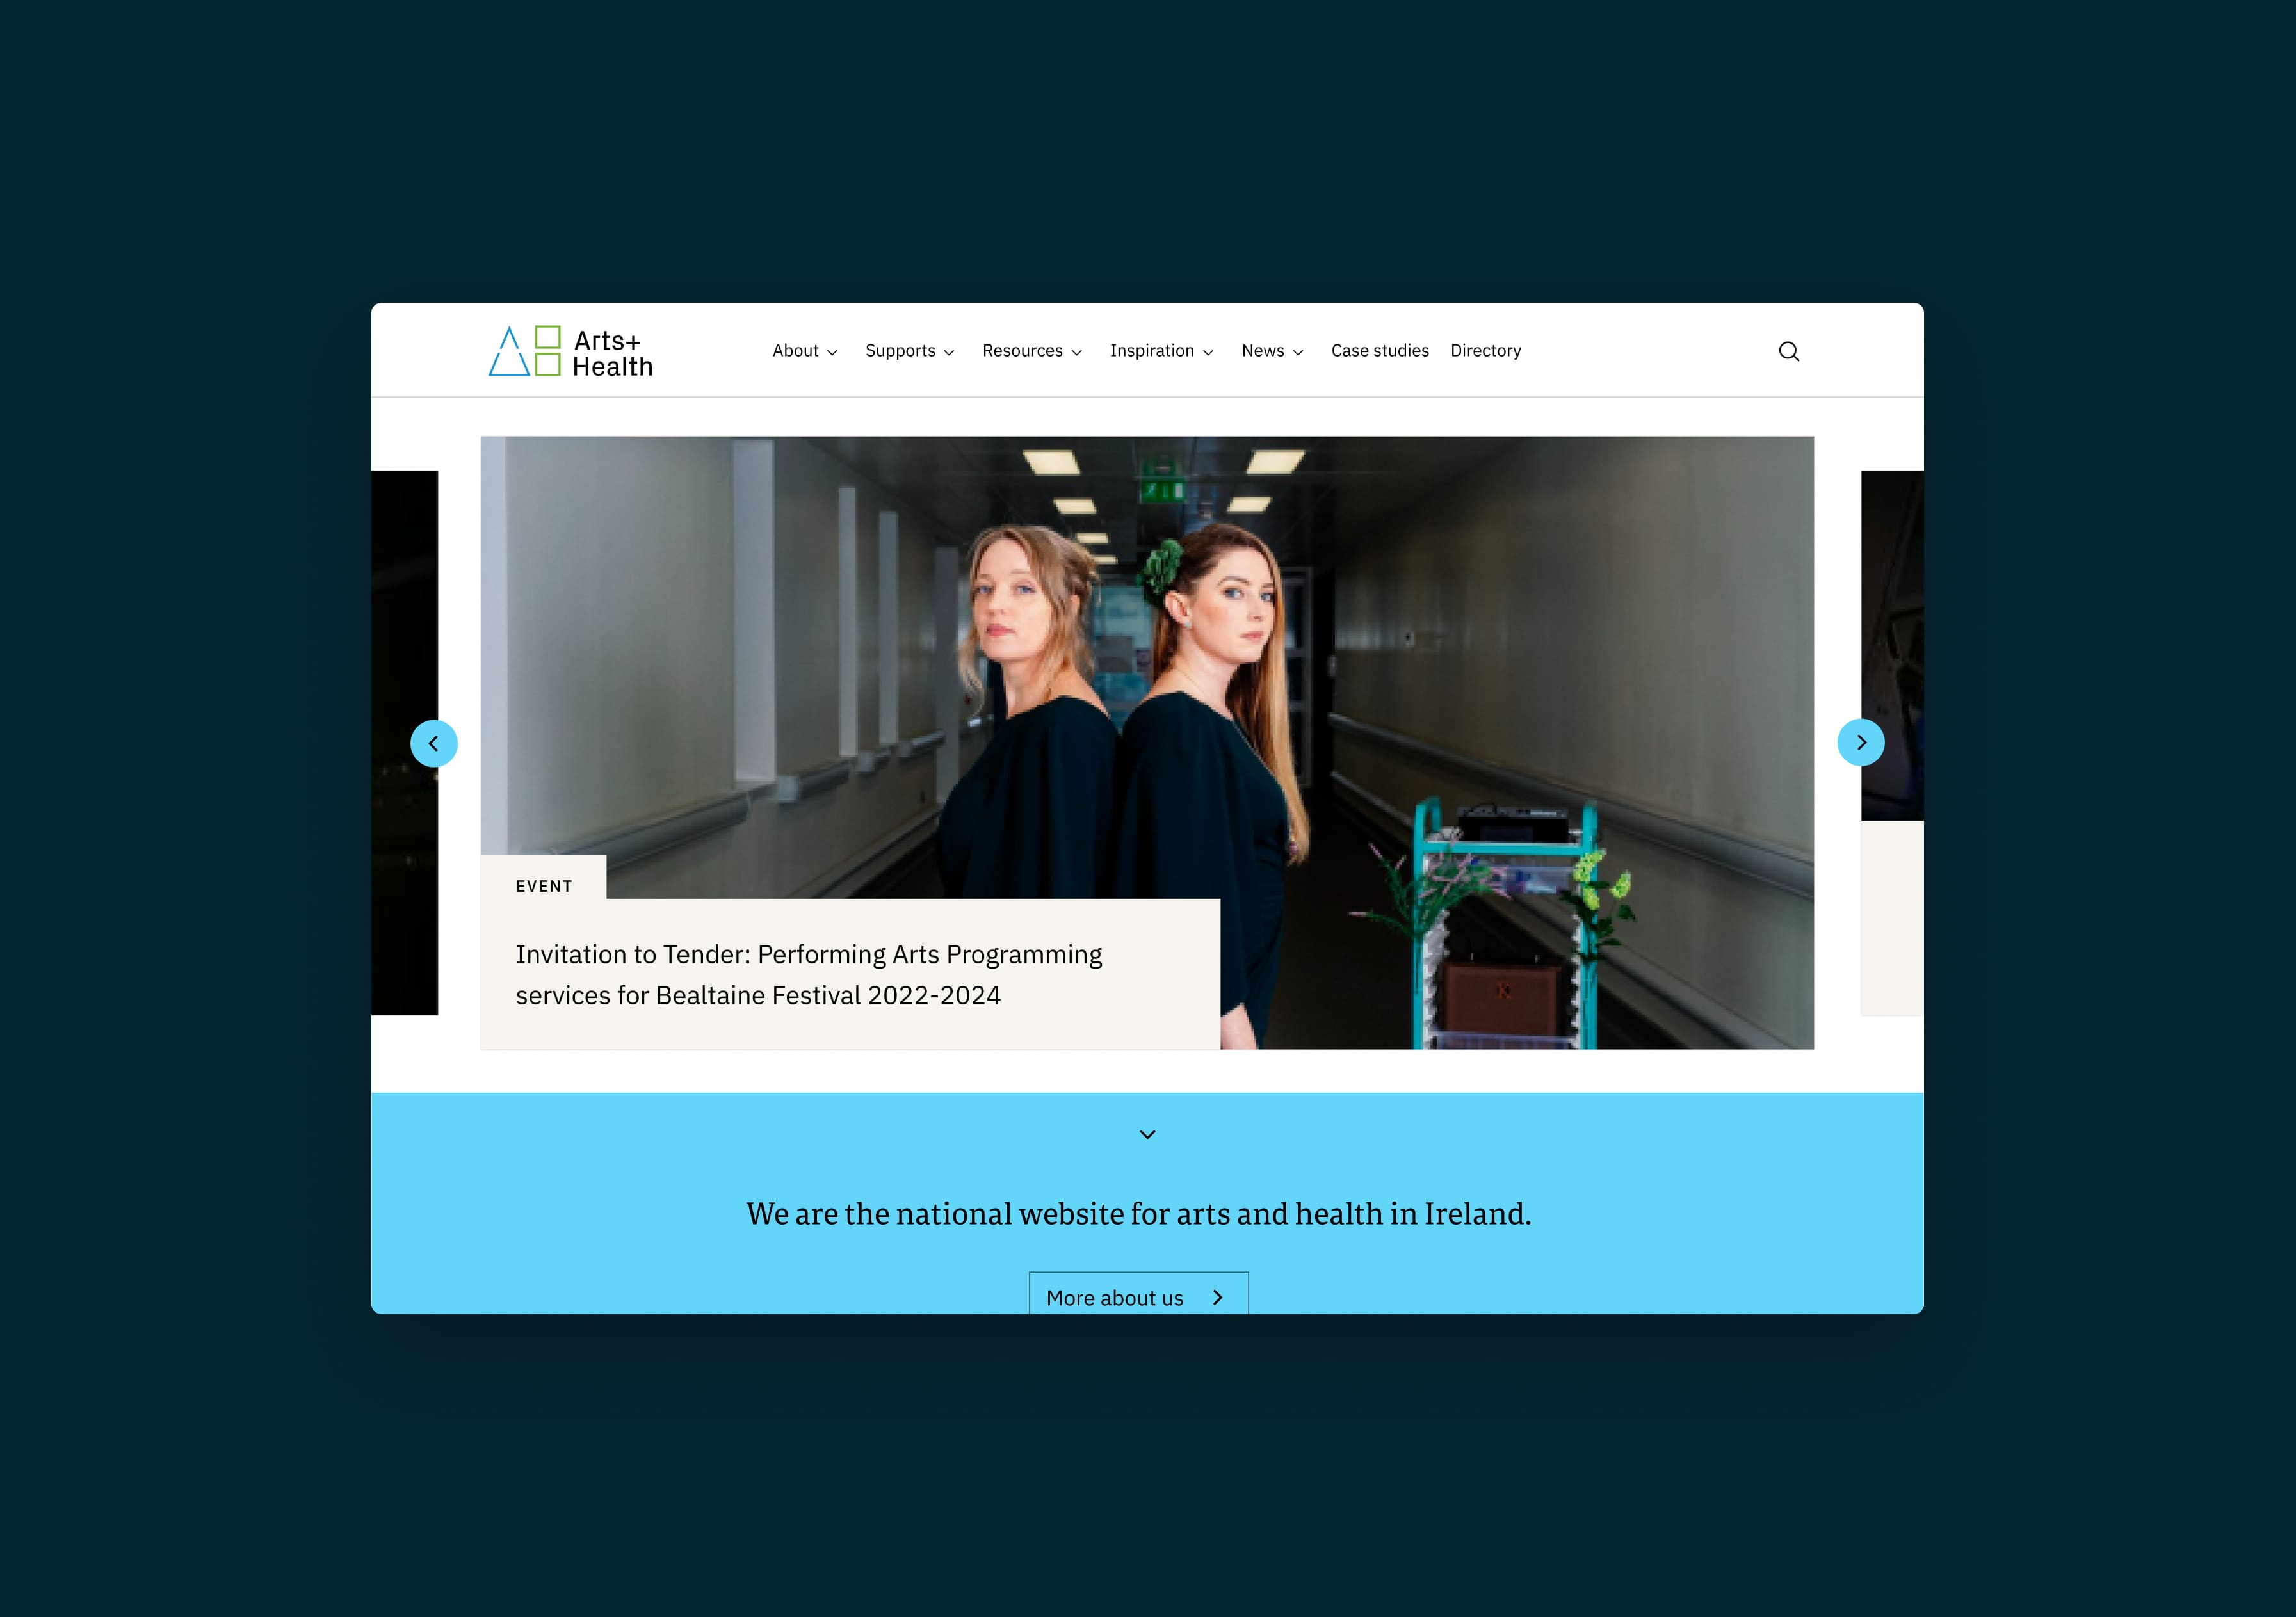 Arts+
Health
About
Supports
Resources
Inspiration
News
Case studies
Directory
EVENT
Invitation to Tender: Performing Arts Programming
services for Bealtaine Festival 2022-2024
We are the national website for arts and health in Ireland.
More about us